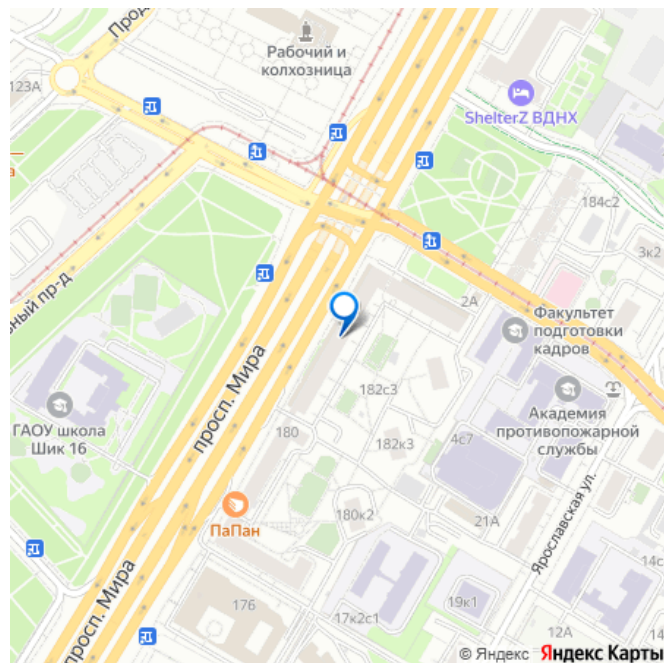 Рабочий и
колхозница
123А
ShelterZ ВДНХ
184с2
3к2
ный пр-д
2А
Факультет
подготовки
кадров
просп. Мира
182с3
ГАОУ школа
Шик 16
180
182к3
4с7
Академия
противопожарной
службы
ПаПан
180к2
21А
Ярославская ул.
просп. Мира
176
17к2с1
19к1
14с
12А
© Яндекс Яндекс Карты